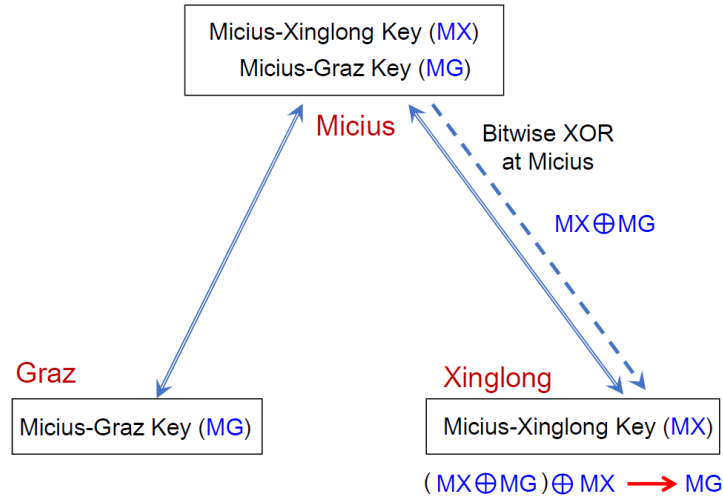 Micius-Xinglong Key (MX)
Micius-Graz Key (MG)
Micius
Bitwise XOR
at Micius
MX⊕MG
Graz
Xinglong
Micius-Graz Key (MG)
Micius-Xinglong Key (MX)
(MX⊕MG)⊕ MX → MG